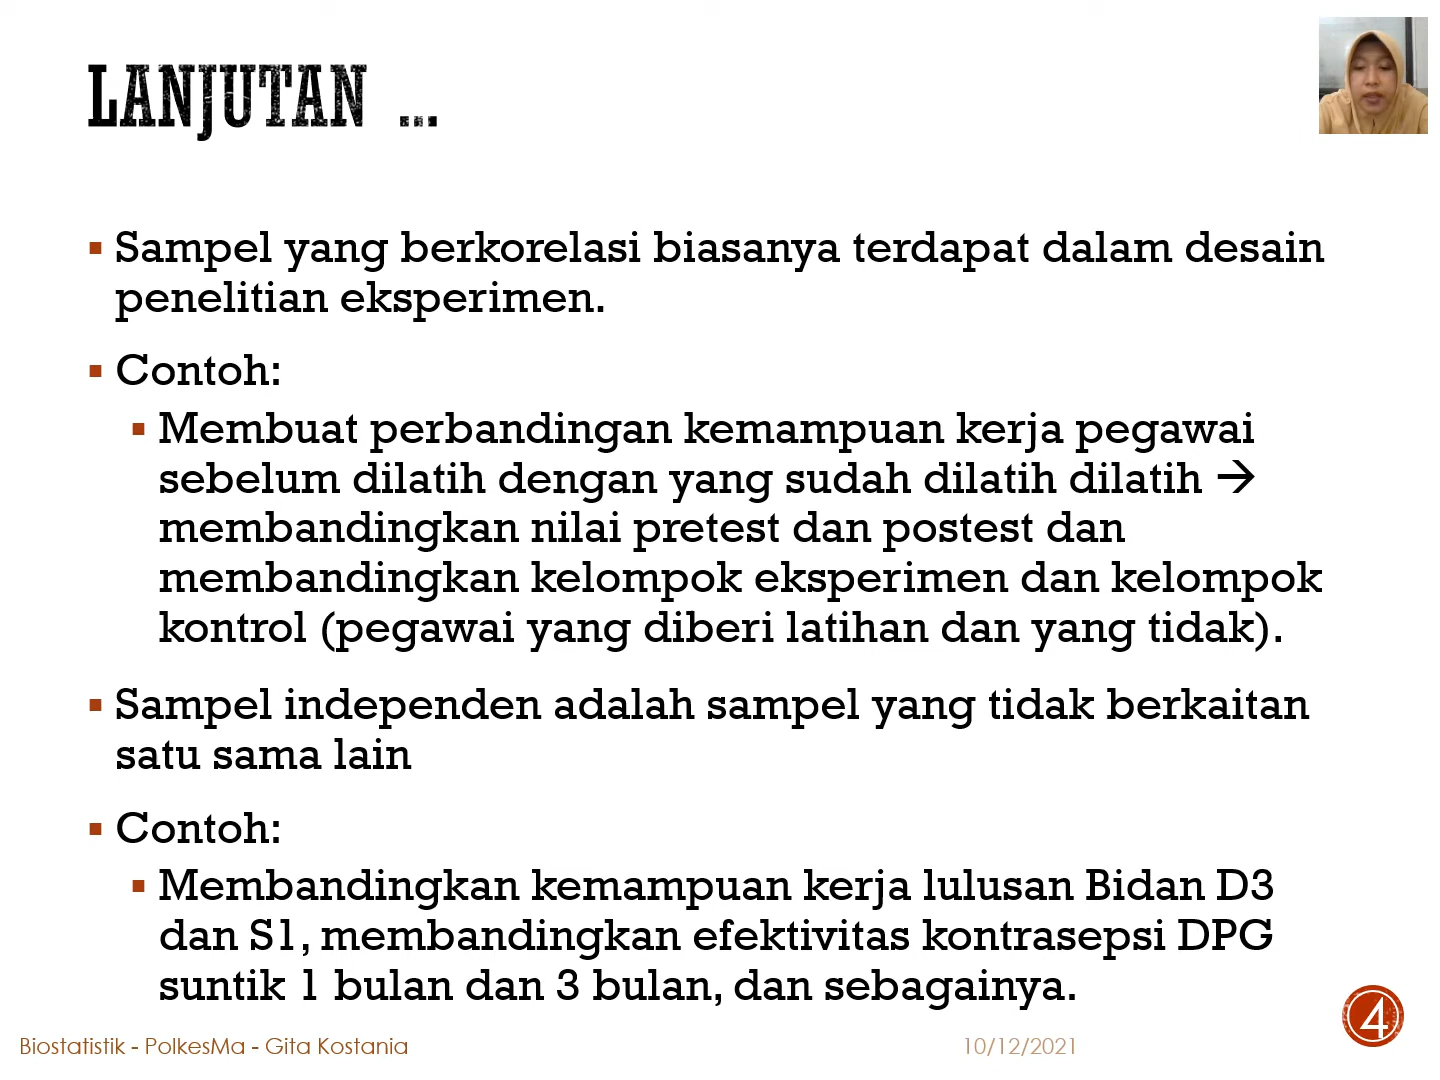 LANJUTAN ...
▪ Sampel yang berkorelasi biasanya terdapat dalam desain
penelitian eksperimen.
▪ Contoh:
▪ Membuat perbandingan kemampuan kerja pegawai
sebelum dilatih dengan yang sudah dilatih dilatih →
membandingkan nilai pretest dan postest dan
membandingkan kelompok eksperimen dan kelompok
kontrol (pegawai yang diberi latihan dan yang tidak).
▪ Sampel independen adalah sampel yang tidak berkaitan
satu sama lain
▪ Contoh:
▪ Membandingkan kemampuan kerja lulusan Bidan D3
dan S1, membandingkan efektivitas kontrasepsi DPG
suntik 1 bulan dan 3 bulan, dan sebagainya.
4
Biostatistik - PolkesMa - Gita Kostania
10/12/2021